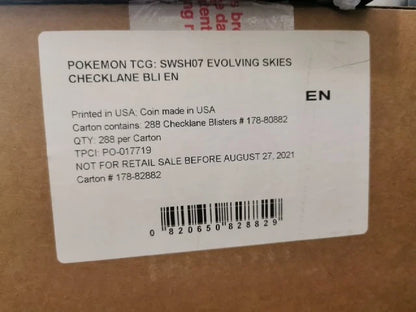 POKEMON TCG: SWSH07 EVOLVING SKIES
CHECKLANE BLI EN
EN
Printed in USA; Coin made in USA
Carton contains: 288 Checklane Blisters # 178-80882
QTY: 288 per Carton
TPCI: PO-017719
NOT FOR RETAIL SALE BEFORE AUGUST 27, 2021
Carton # 178-82882
0 820650 828829